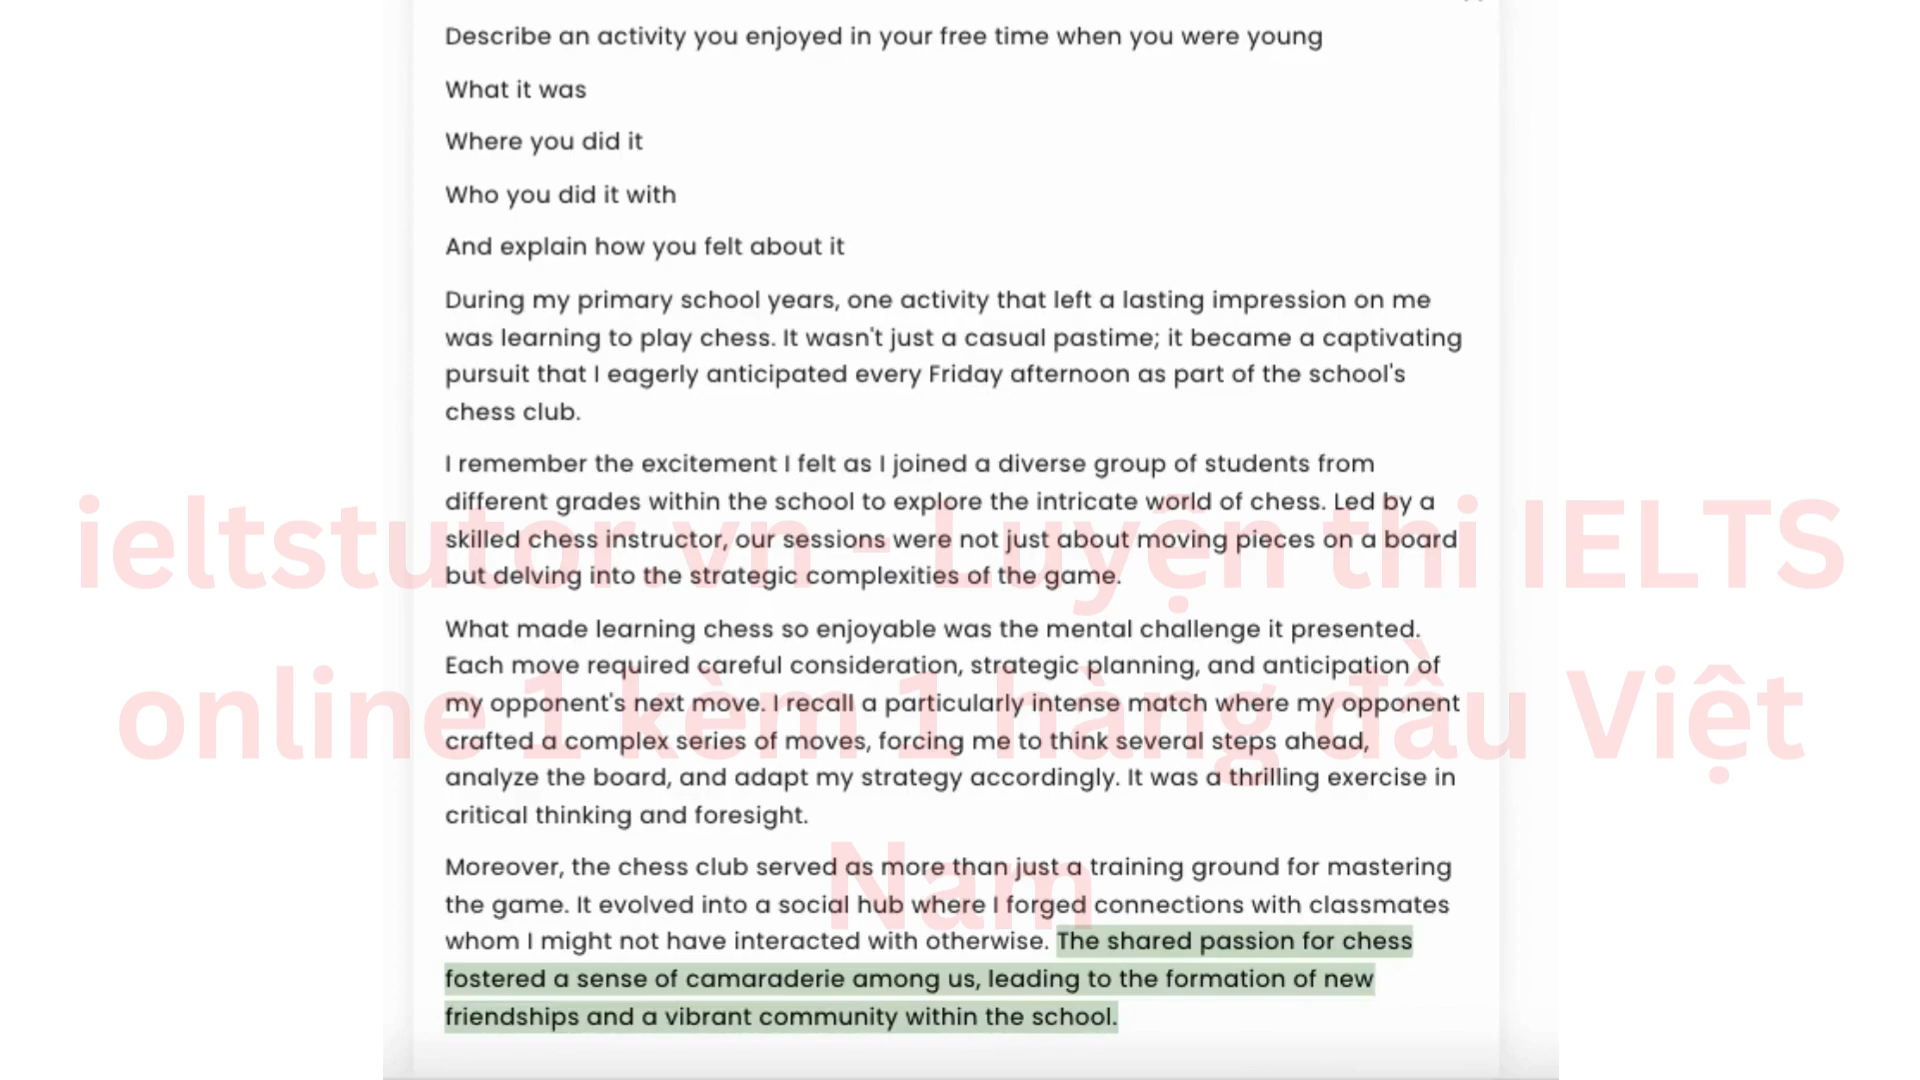 Describe an activity you enjoyed in your free time when you were young
What it was
Where you did it
Who you did it with
And explain how you felt about it
During my primary school years, one activity that left a lasting impression on me
was learning to play chess. It wasn't just a casual pastime; it became a captivating
pursuit that I eagerly anticipated every Friday afternoon as part of the school's
chess club.
I remember the excitement I felt as I joined a diverse group of students from
different grades within the school to explore the intricate world of chess. Led by a
skilled chess instructor, our sessions were not just about moving pieces on a board
but delving into the strategic complexities of the game.
What made learning chess so enjoyable was the mental challenge it presented.
Each move required careful consideration, strategic planning, and anticipation of
my opponent's next move. I recall a particularly intense match where my opponent
crafted a complex series of moves, forcing me to think several steps ahead,
analyze the board, and adapt my strategy accordingly. It was a thrilling exercise in
critical thinking and foresight.
Moreover, the chess club served as more than just a training ground for mastering
the game. It evolved into a social hub where I forged connections with classmates
whom I might not have interacted with otherwise. The shared passion for chess
fostered a sense of camaraderie among us, leading to the formation of new
friendships and a vibrant community within the school.
ieltstutor.vn - Luyện thi IELTS
online 1 kèm 1 hàng đầu Việt
Nam